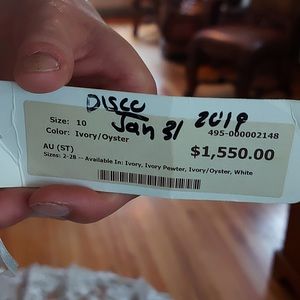 DISCO
Jan 31 2019
Size: 10
Color: Ivory/Oyster
495-000002148
AU (ST)
$1,550.00
Sizes: 2-28 -- Available In: Ivory, Ivory Pewter, Ivory/Oyster, White